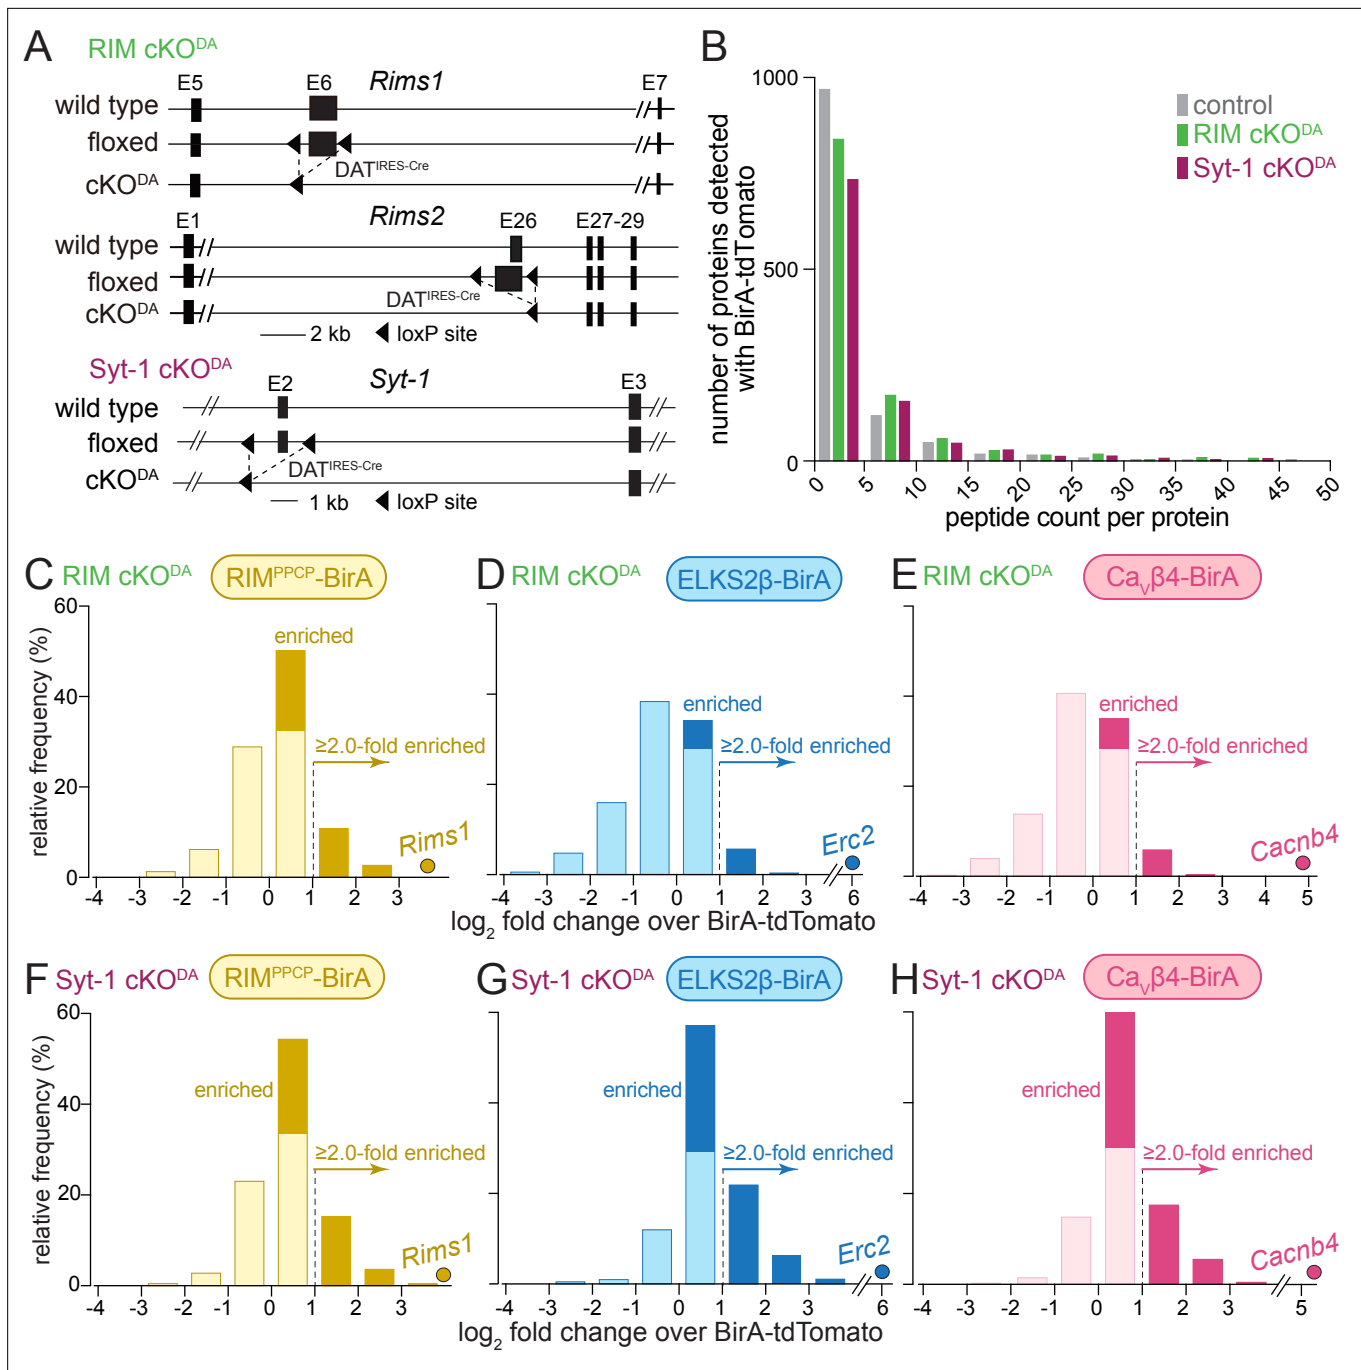 A
RIM cKO^DA
E5 E6 Rims1 E7
wild type
floxed
DAT^IRES-Cre
cKO^DA
E1 Rims2 E26 E27-29
wild type
floxed
DAT^IRES-Cre
cKO^DA
2 kb loxP site
Syt-1 cKO^DA
E2 Syt-1 E3
wild type
floxed
DAT^IRES-Cre
cKO^DA
1 kb loxP site
B
number of proteins detected
with BirA-tdTomato
1000
500
0
control
RIM cKO^DA
Syt-1 cKO^DA
0 5 10 15 20 25 30 35 40 45 50
peptide count per protein
C RIM cKO^DA RIM^PPCP-BirA
relative frequency (%)
60
40
20
0
enriched
≥2.0-fold enriched
Rims1
-4 -3 -2 -1 0 1 2 3
D RIM cKO^DA ELKS2β-BirA
enriched
≥2.0-fold enriched
Erc2
-4 -3 -2 -1 0 1 2 3 6
E RIM cKO^DA Ca_Vβ4-BirA
enriched
≥2.0-fold enriched
Cacnb4
-4 -3 -2 -1 0 1 2 3 4 5
log_2 fold change over BirA-tdTomato
F Syt-1 cKO^DA RIM^PPCP-BirA
relative frequency (%)
60
40
20
0
enriched
≥2.0-fold enriched
Rims1
-4 -3 -2 -1 0 1 2 3
G Syt-1 cKO^DA ELKS2β-BirA
enriched
≥2.0-fold enriched
Erc2
-4 -3 -2 -1 0 1 2 3 6
H Syt-1 cKO^DA Ca_Vβ4-BirA
enriched
≥2.0-fold enriched
Cacnb4
-4 -3 -2 -1 0 1 2 3 5
log_2 fold change over BirA-tdTomato